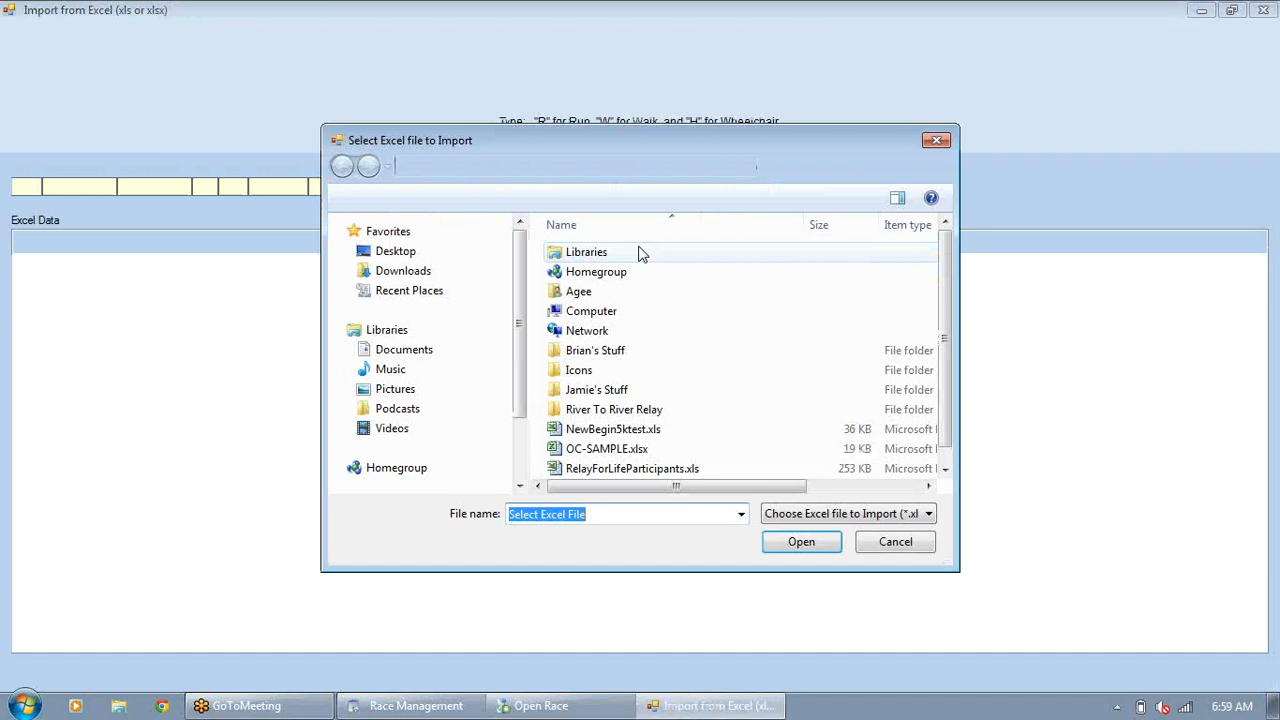 Import from Excel (xls or xlsx)
Type: "R" for Run, "W" for Walk, and "H" for Wheelchair
Select Excel file to Import
Excel Data
Name Size Item type
Favorites
Desktop
Downloads
Recent Places
Libraries
Documents
Music
Pictures
Podcasts
Videos
Homegroup
Libraries
Homegroup
Agee
Computer
Network
Brian's Stuff File folder
Icons File folder
Jamie's Stuff File folder
River To River Relay File folder
NewBegin5ktest.xls 36 KB Microsoft
OC-SAMPLE.xlsx 19 KB Microsoft
RelayForLifeParticipants.xls 253 KB Microsoft
File name: Select Excel File Choose Excel file to Import (*.xl
Open Cancel
GoToMeeting Race Management Open Race Import from Excel (xl... 6:59 AM